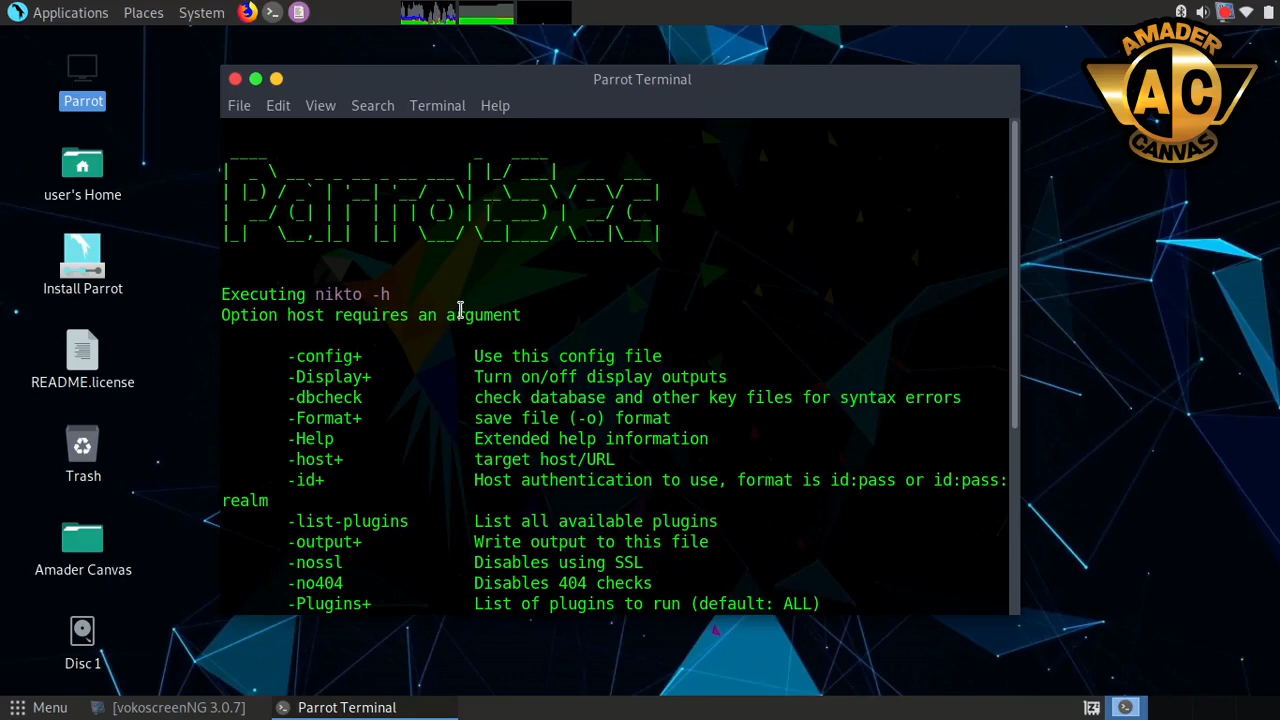 Applications Places System
AMADER
AC
CANVAS
Parrot
user's Home
Install Parrot
README.license
Trash
Amader Canvas
Disc 1
Parrot Terminal
File Edit View Search Terminal Help
ParrotSec
Executing nikto -h
Option host requires an argument
-config+ Use this config file
-Display+ Turn on/off display outputs
-dbcheck check database and other key files for syntax errors
-Format+ save file (-o) format
-Help Extended help information
-host+ target host/URL
-id+ Host authentication to use, format is id:pass or id:pass:
realm
-list-plugins List all available plugins
-output+ Write output to this file
-nossl Disables using SSL
-no404 Disables 404 checks
-Plugins+ List of plugins to run (default: ALL)
Menu [vokoscreenNG 3.0.7] Parrot Terminal